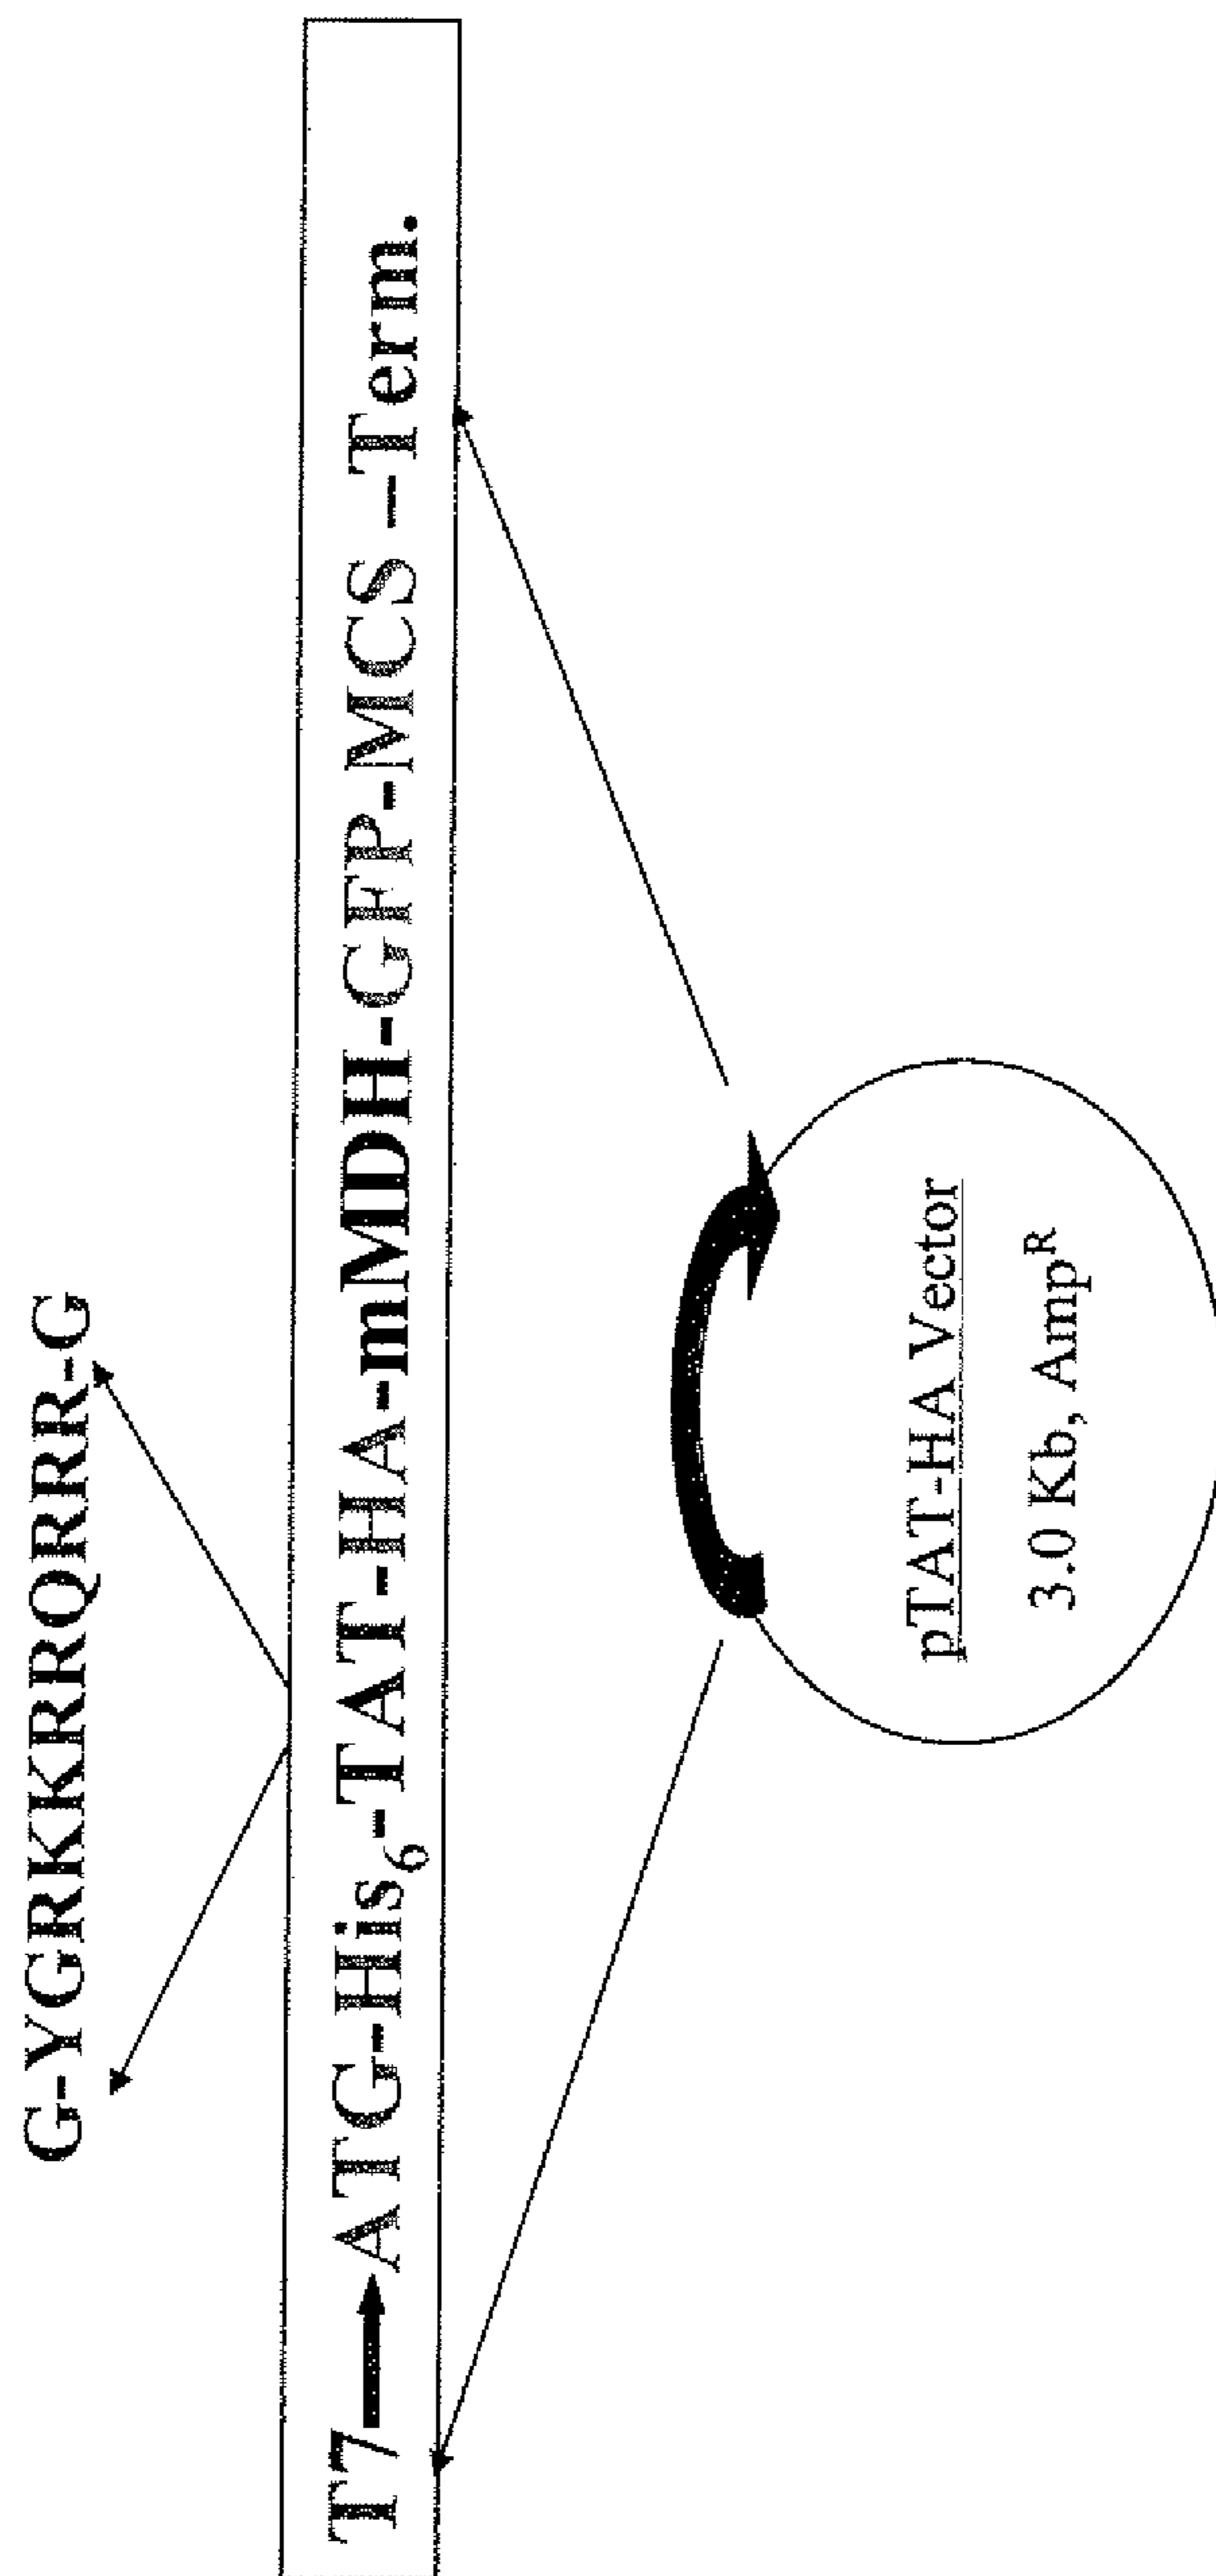 G-YGRKKRRQRRR-G
T7→ATG-His₆-TAT-HA-mMDH-GFP-MCS-Term.
pTAT-HA Vector
3.0 Kb, Ampᴿ